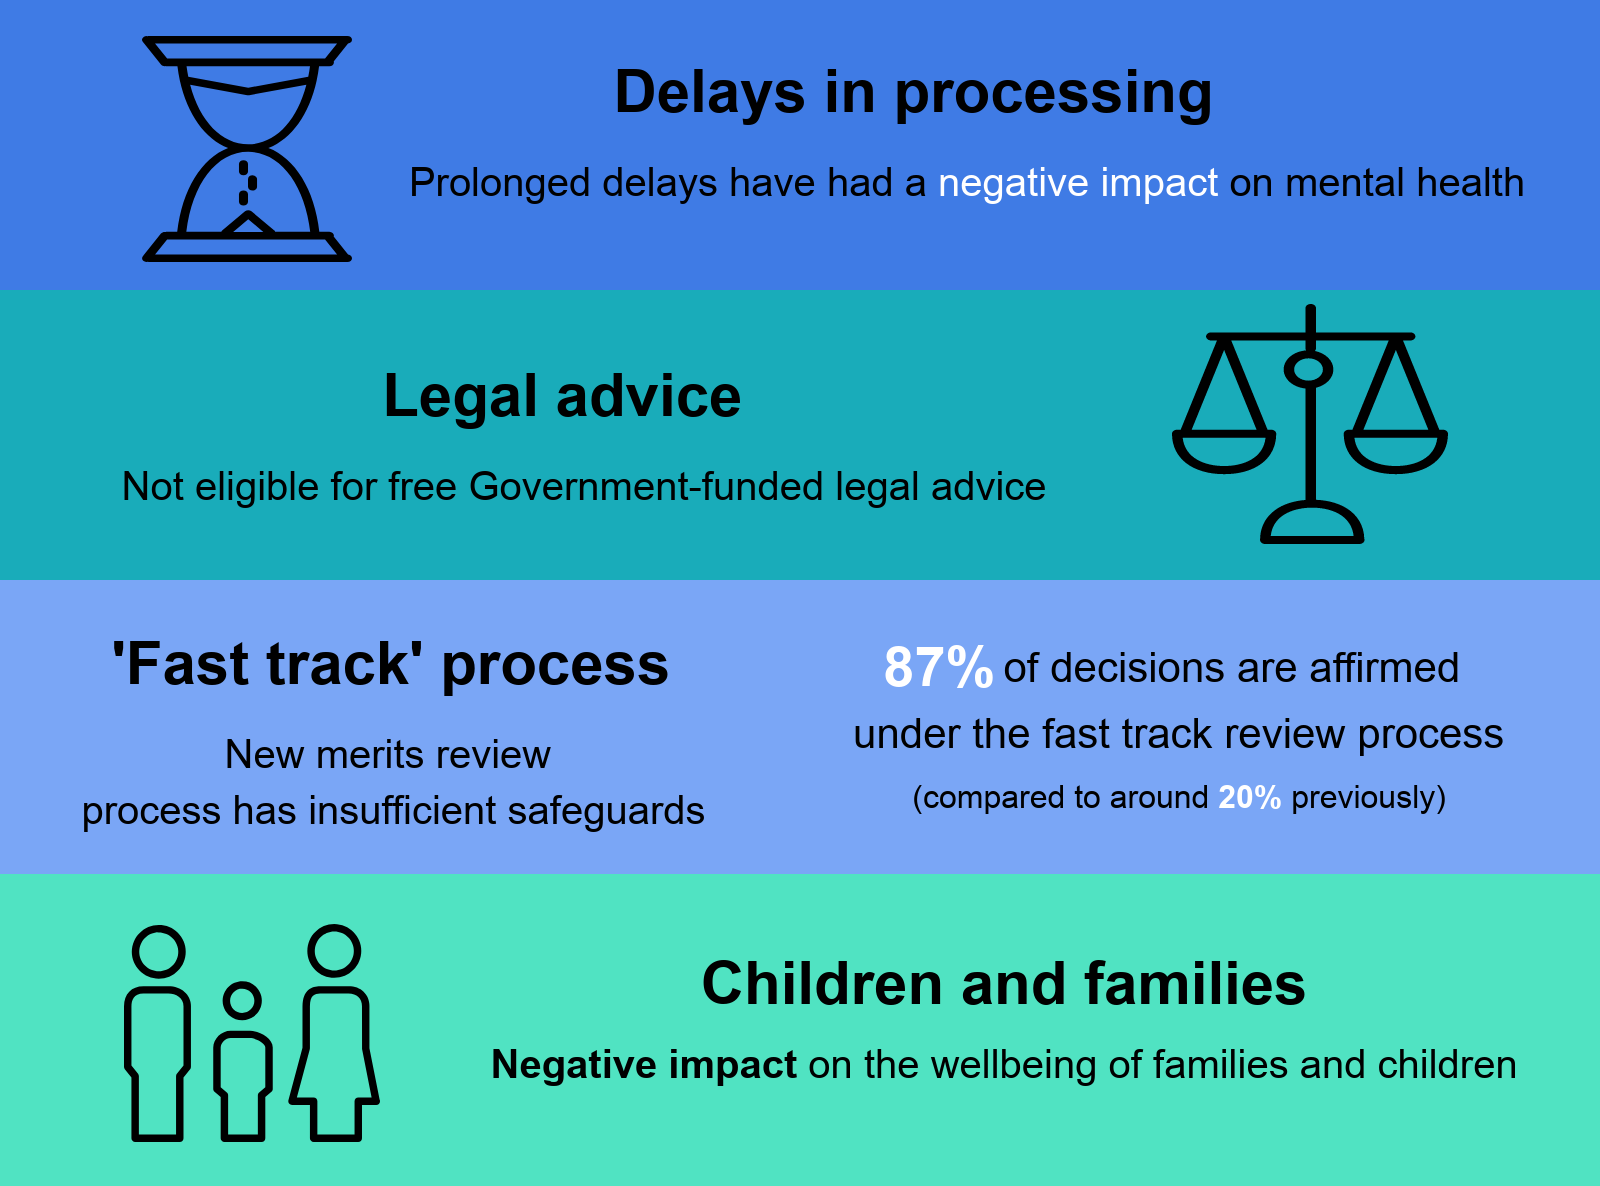 Delays in processing
Prolonged delays have had a negative impact on mental health
Legal advice
Not eligible for free Government-funded legal advice
'Fast track' process
New merits review
process has insufficient safeguards
87% of decisions are affirmed
under the fast track review process
(compared to around 20% previously)
Children and families
Negative impact on the wellbeing of families and children